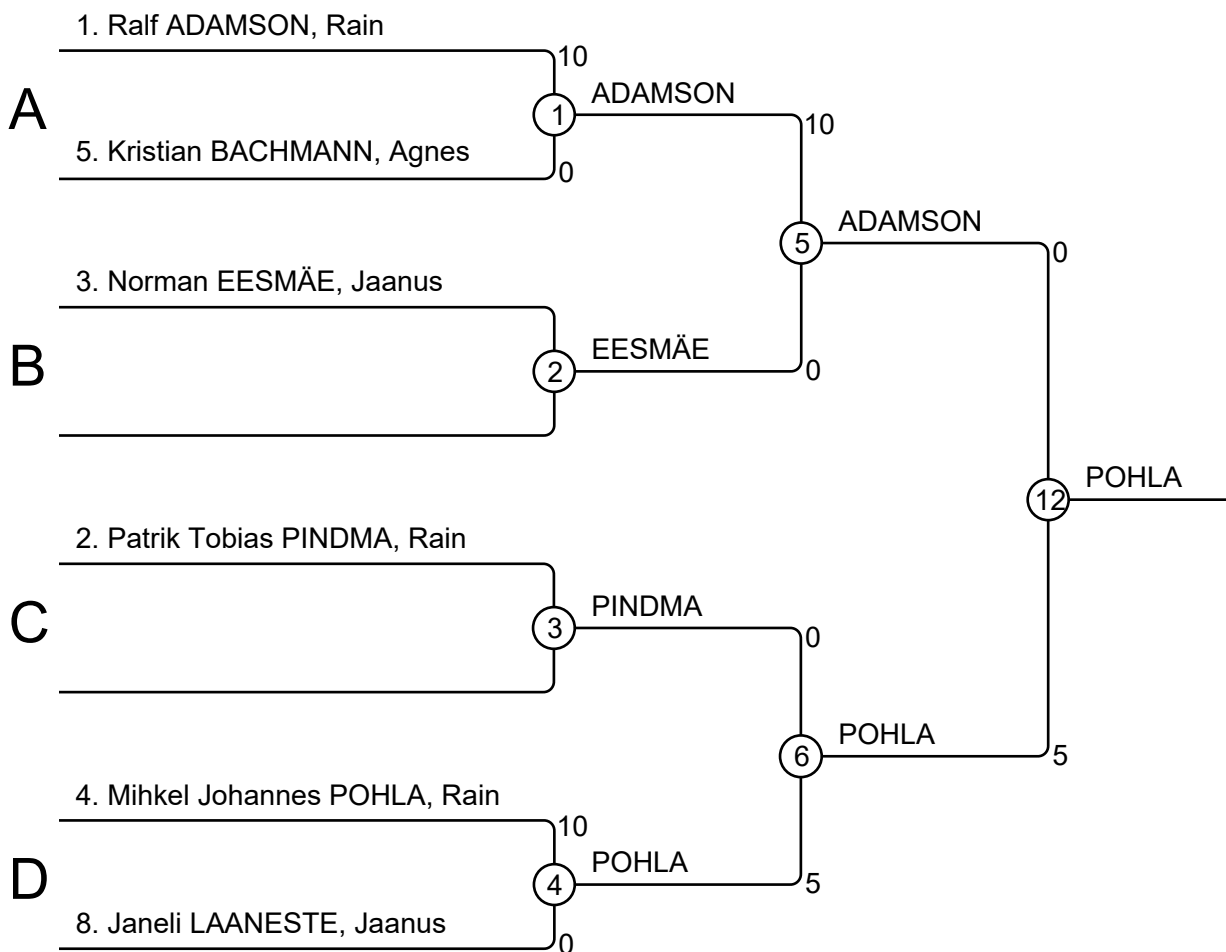 1. Ralf ADAMSON, Rain
10
A
1
ADAMSON
10
5. Kristian BACHMANN, Agnes
0
5
ADAMSON
0
3. Norman EESMÄE, Jaanus
B
2
EESMÄE
0
12
POHLA
2. Patrik Tobias PINDMA, Rain
C
3
PINDMA
0
6
POHLA
5
4. Mihkel Johannes POHLA, Rain
10
D
4
POHLA
5
8. Janeli LAANESTE, Jaanus
0